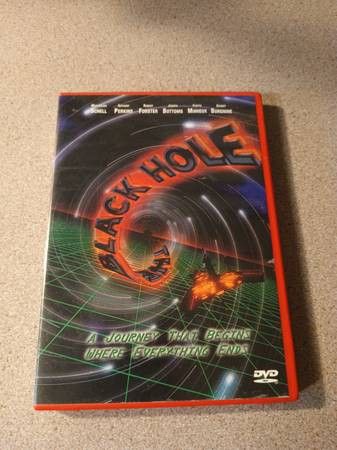 MAXIMILIAN SCHELL ANTHONY PERKINS ROBERT FORSTER JOSEPH BOTTOMS YVETTE MIMIEUX ERNEST BORGNINE
THE
BLACK HOLE
A JOURNEY THAT BEGINS
WHERE EVERYTHING ENDS
DVD